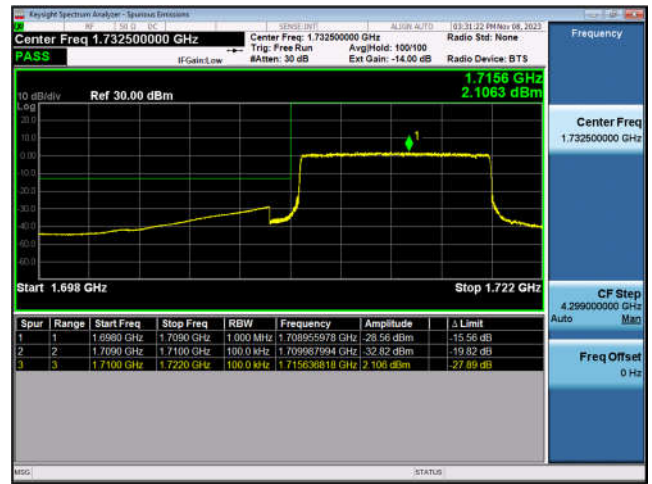 Keysight Spectrum Analyzer - Spurious Emissions
RF 50 Ω DC SENSE:INT ALIGN AUTO 03:31:22 PM Nov 08, 2023
Center Freq 1.732500000 GHz
Center Freq: 1.732500000 GHz
Radio Std: None
Trig: Free Run Avg|Hold: 100/100
PASS
IFGain:Low #Atten: 30 dB Ext Gain: -14.00 dB Radio Device: BTS
1.7156 GHz
2.1063 dBm
10 dB/div Ref 30.00 dBm
Log
20.0
10.0
0.00
-10.0
-20.0
-30.0
-40.0
-50.0
-60.0
1
Start 1.698 GHz Stop 1.722 GHz
Spur Range Start Freq Stop Freq RBW Frequency Amplitude Δ Limit
1 1 1.6980 GHz 1.7090 GHz 1.000 MHz 1.708955978 GHz -28.56 dBm -15.56 dB
2 2 1.7090 GHz 1.7100 GHz 100.0 kHz 1.709987994 GHz -32.82 dBm -19.82 dB
3 3 1.7100 GHz 1.7220 GHz 100.0 kHz 1.715636818 GHz 2.106 dBm -27.89 dB
MSG STATUS
Frequency
Center Freq
1.732500000 GHz
CF Step
4.299000000 GHz
Auto Man
Freq Offset
0 Hz